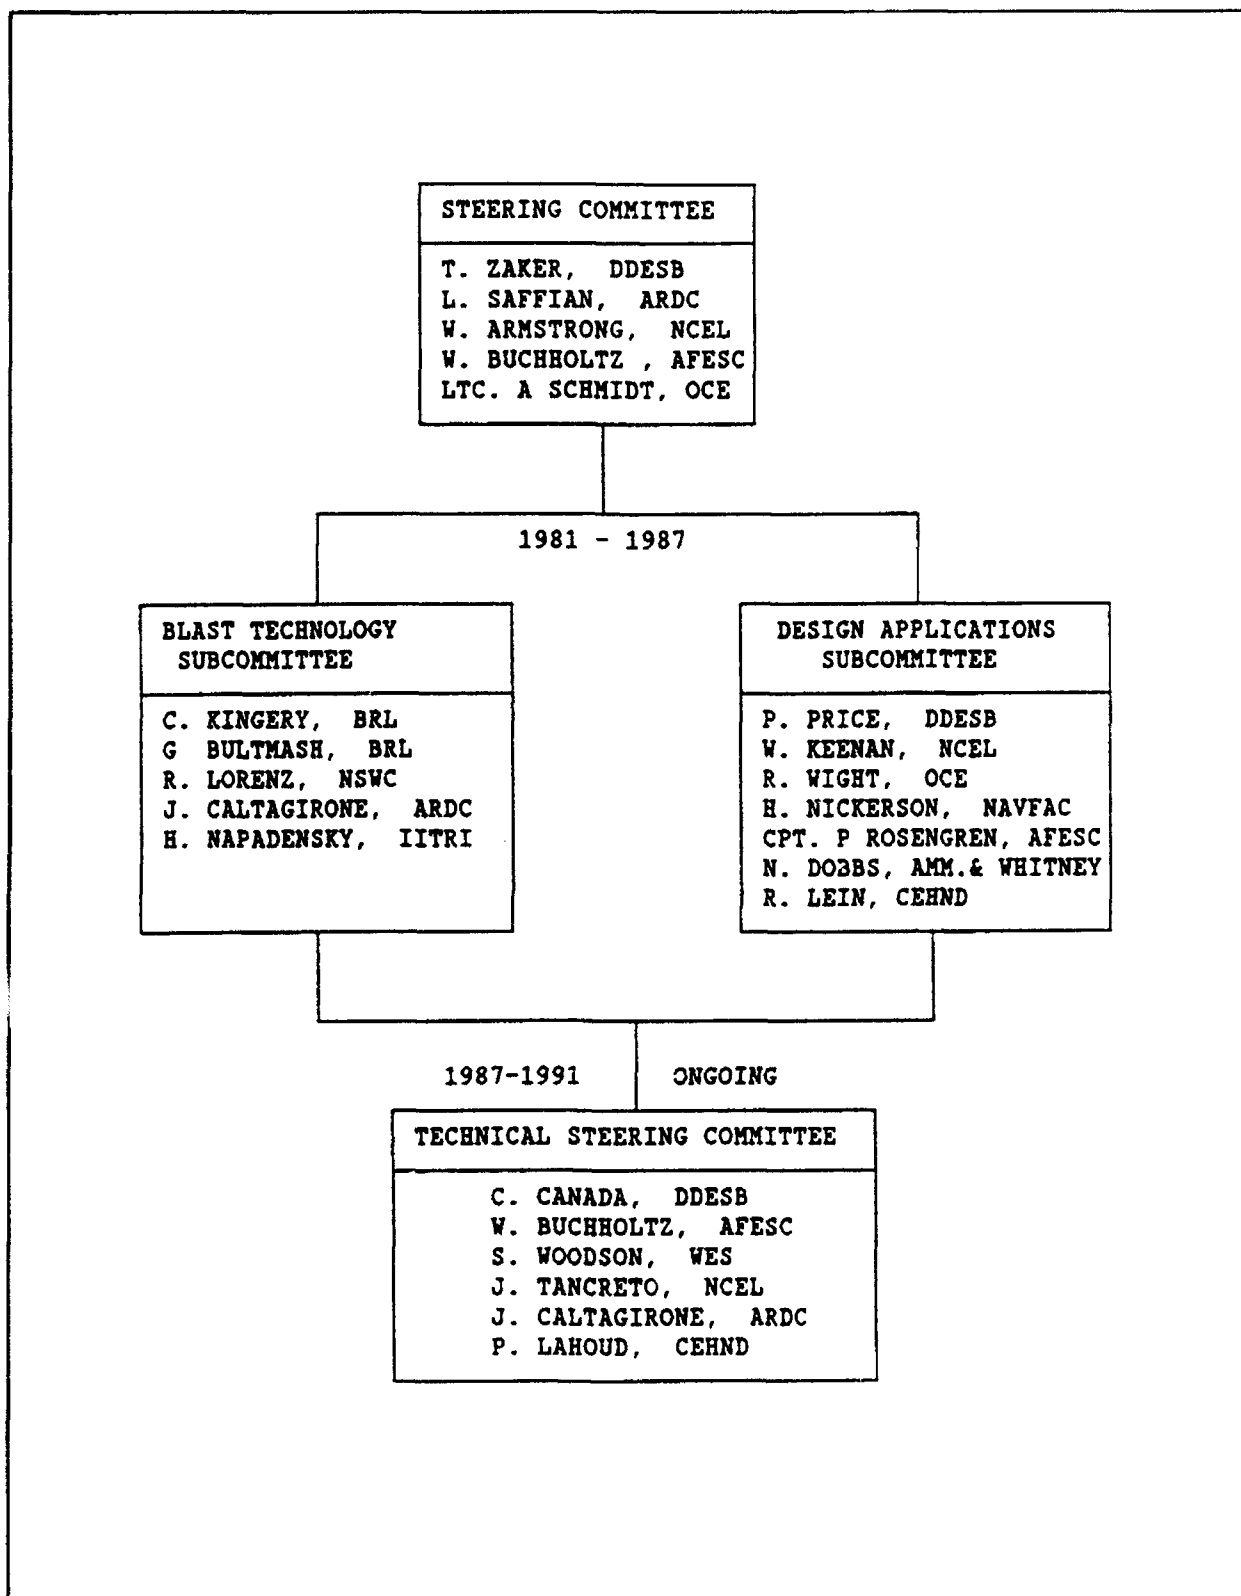 STEERING COMMITTEE
T. ZAKER, DDESB
L. SAFFIAN, ARDC
W. ARMSTRONG, NCEL
W. BUCHHOLTZ , AFESC
LTC. A SCHMIDT, OCE
1981 - 1987
BLAST TECHNOLOGY
SUBCOMMITTEE
C. KINGERY, BRL
G BULTMASH, BRL
R. LORENZ, NSWC
J. CALTAGIRONE, ARDC
H. NAPADENSKY, IITRI
DESIGN APPLICATIONS
SUBCOMMITTEE
P. PRICE, DDESB
W. KEENAN, NCEL
R. WIGHT, OCE
H. NICKERSON, NAVFAC
CPT. P ROSENGREN, AFESC
N. DOBBS, AMM.& WHITNEY
R. LEIN, CEHND
1987-1991 ONGOING
TECHNICAL STEERING COMMITTEE
C. CANADA, DDESB
W. BUCHHOLTZ, AFESC
S. WOODSON, WES
J. TANCRETO, NCEL
J. CALTAGIRONE, ARDC
P. LAHOUD, CEHND